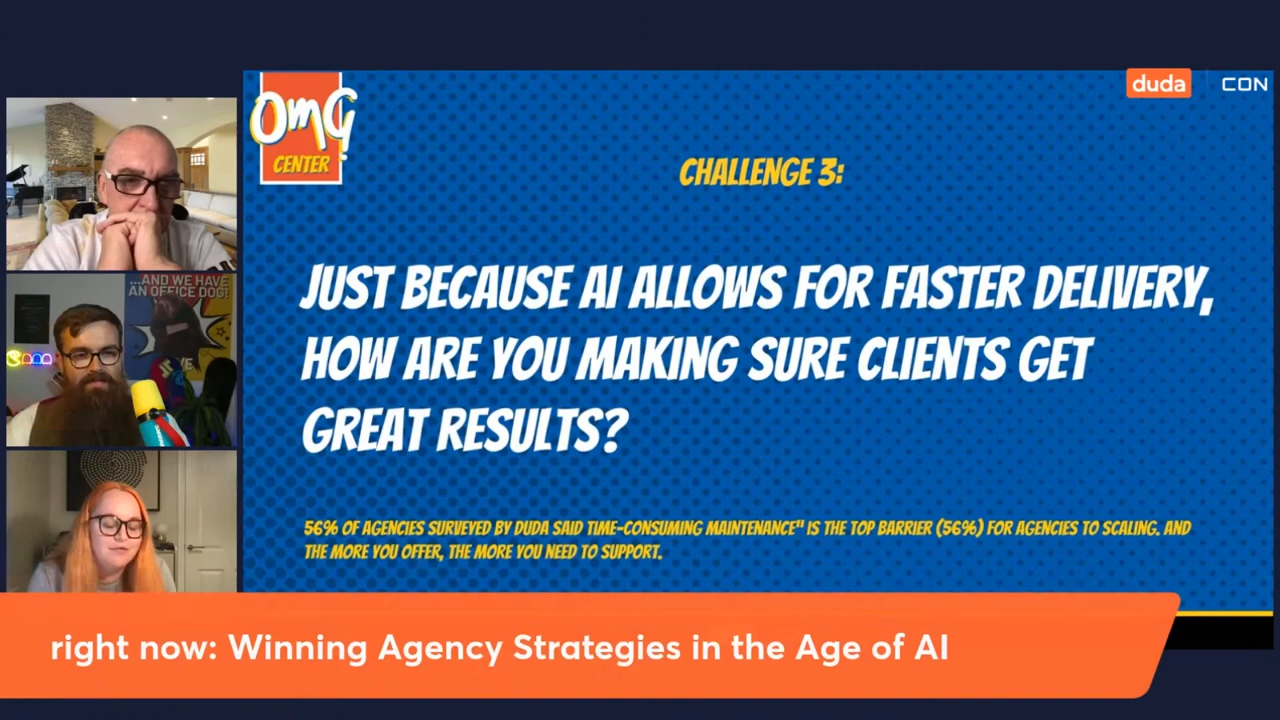 OMG
CENTER
duda
CON
CHALLENGE 3:
JUST BECAUSE AI ALLOWS FOR FASTER DELIVERY,
HOW ARE YOU MAKING SURE CLIENTS GET
GREAT RESULTS?
56% OF AGENCIES SURVEYED BY DUDA SAID TIME-CONSUMING MAINTENANCE" IS THE TOP BARRIER (56%) FOR AGENCIES TO SCALING. AND
THE MORE YOU OFFER, THE MORE YOU NEED TO SUPPORT.
...AND WE HAVE
AN OFFICE DOG!
right now: Winning Agency Strategies in the Age of AI